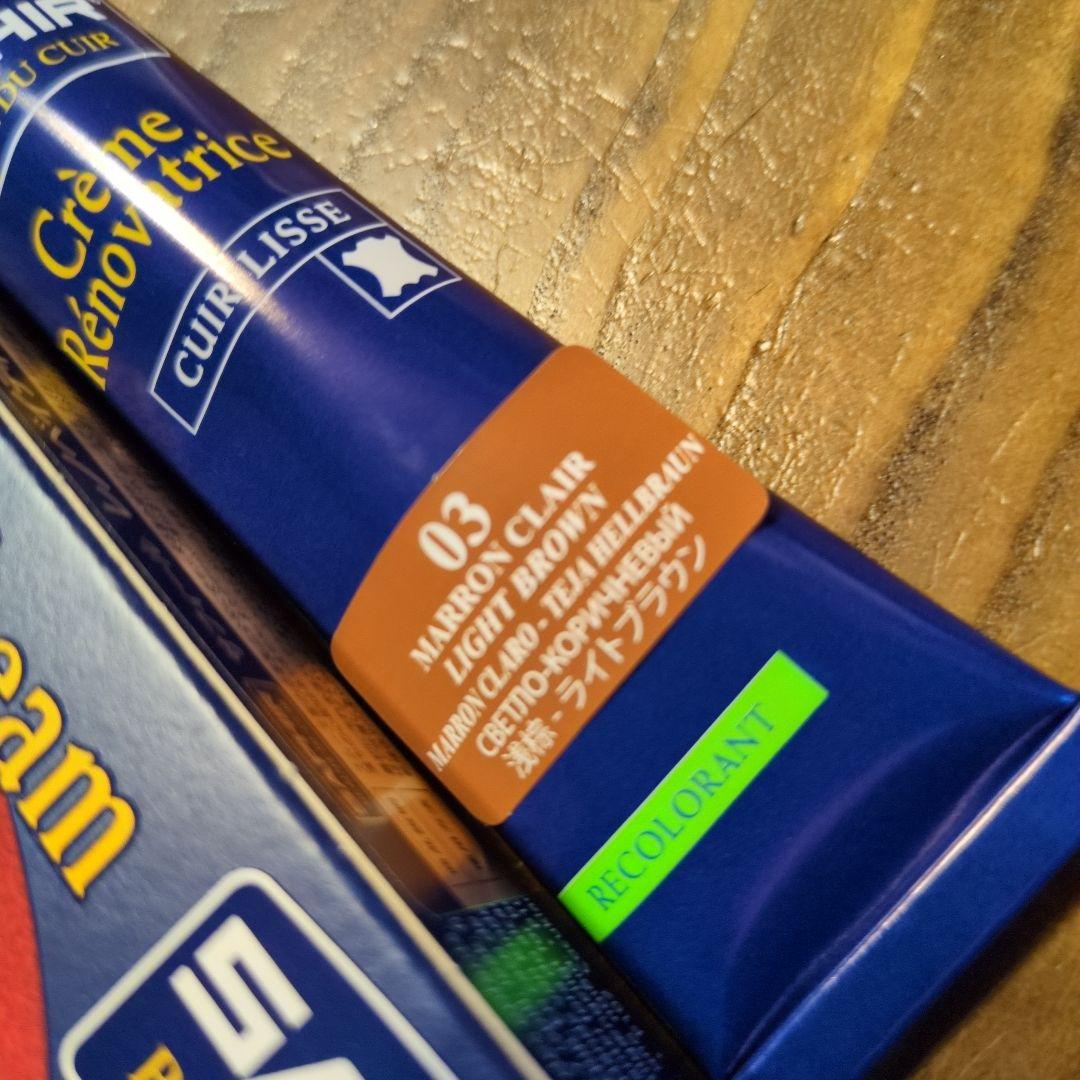 DU CUIR
Crème
Rénovatrice
CUIR LISSE
03
MARRON CLAIR
LIGHT BROWN
MARRON CLARO - TEJA HELLBRAUN
СВЕТЛО-КОРИЧНЕВЫЙ
浅棕 - ライトブラウン
RECOLORANT